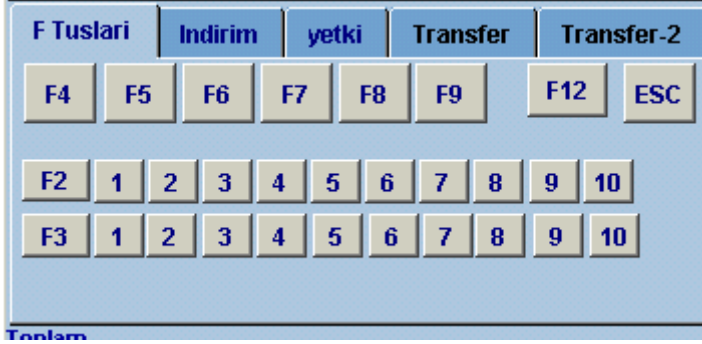 F Tuslari Indirim yetki Transfer Transfer-2
F4 F5 F6 F7 F8 F9 F12 ESC
F2 1 2 3 4 5 6 7 8 9 10
F3 1 2 3 4 5 6 7 8 9 10
Toplam